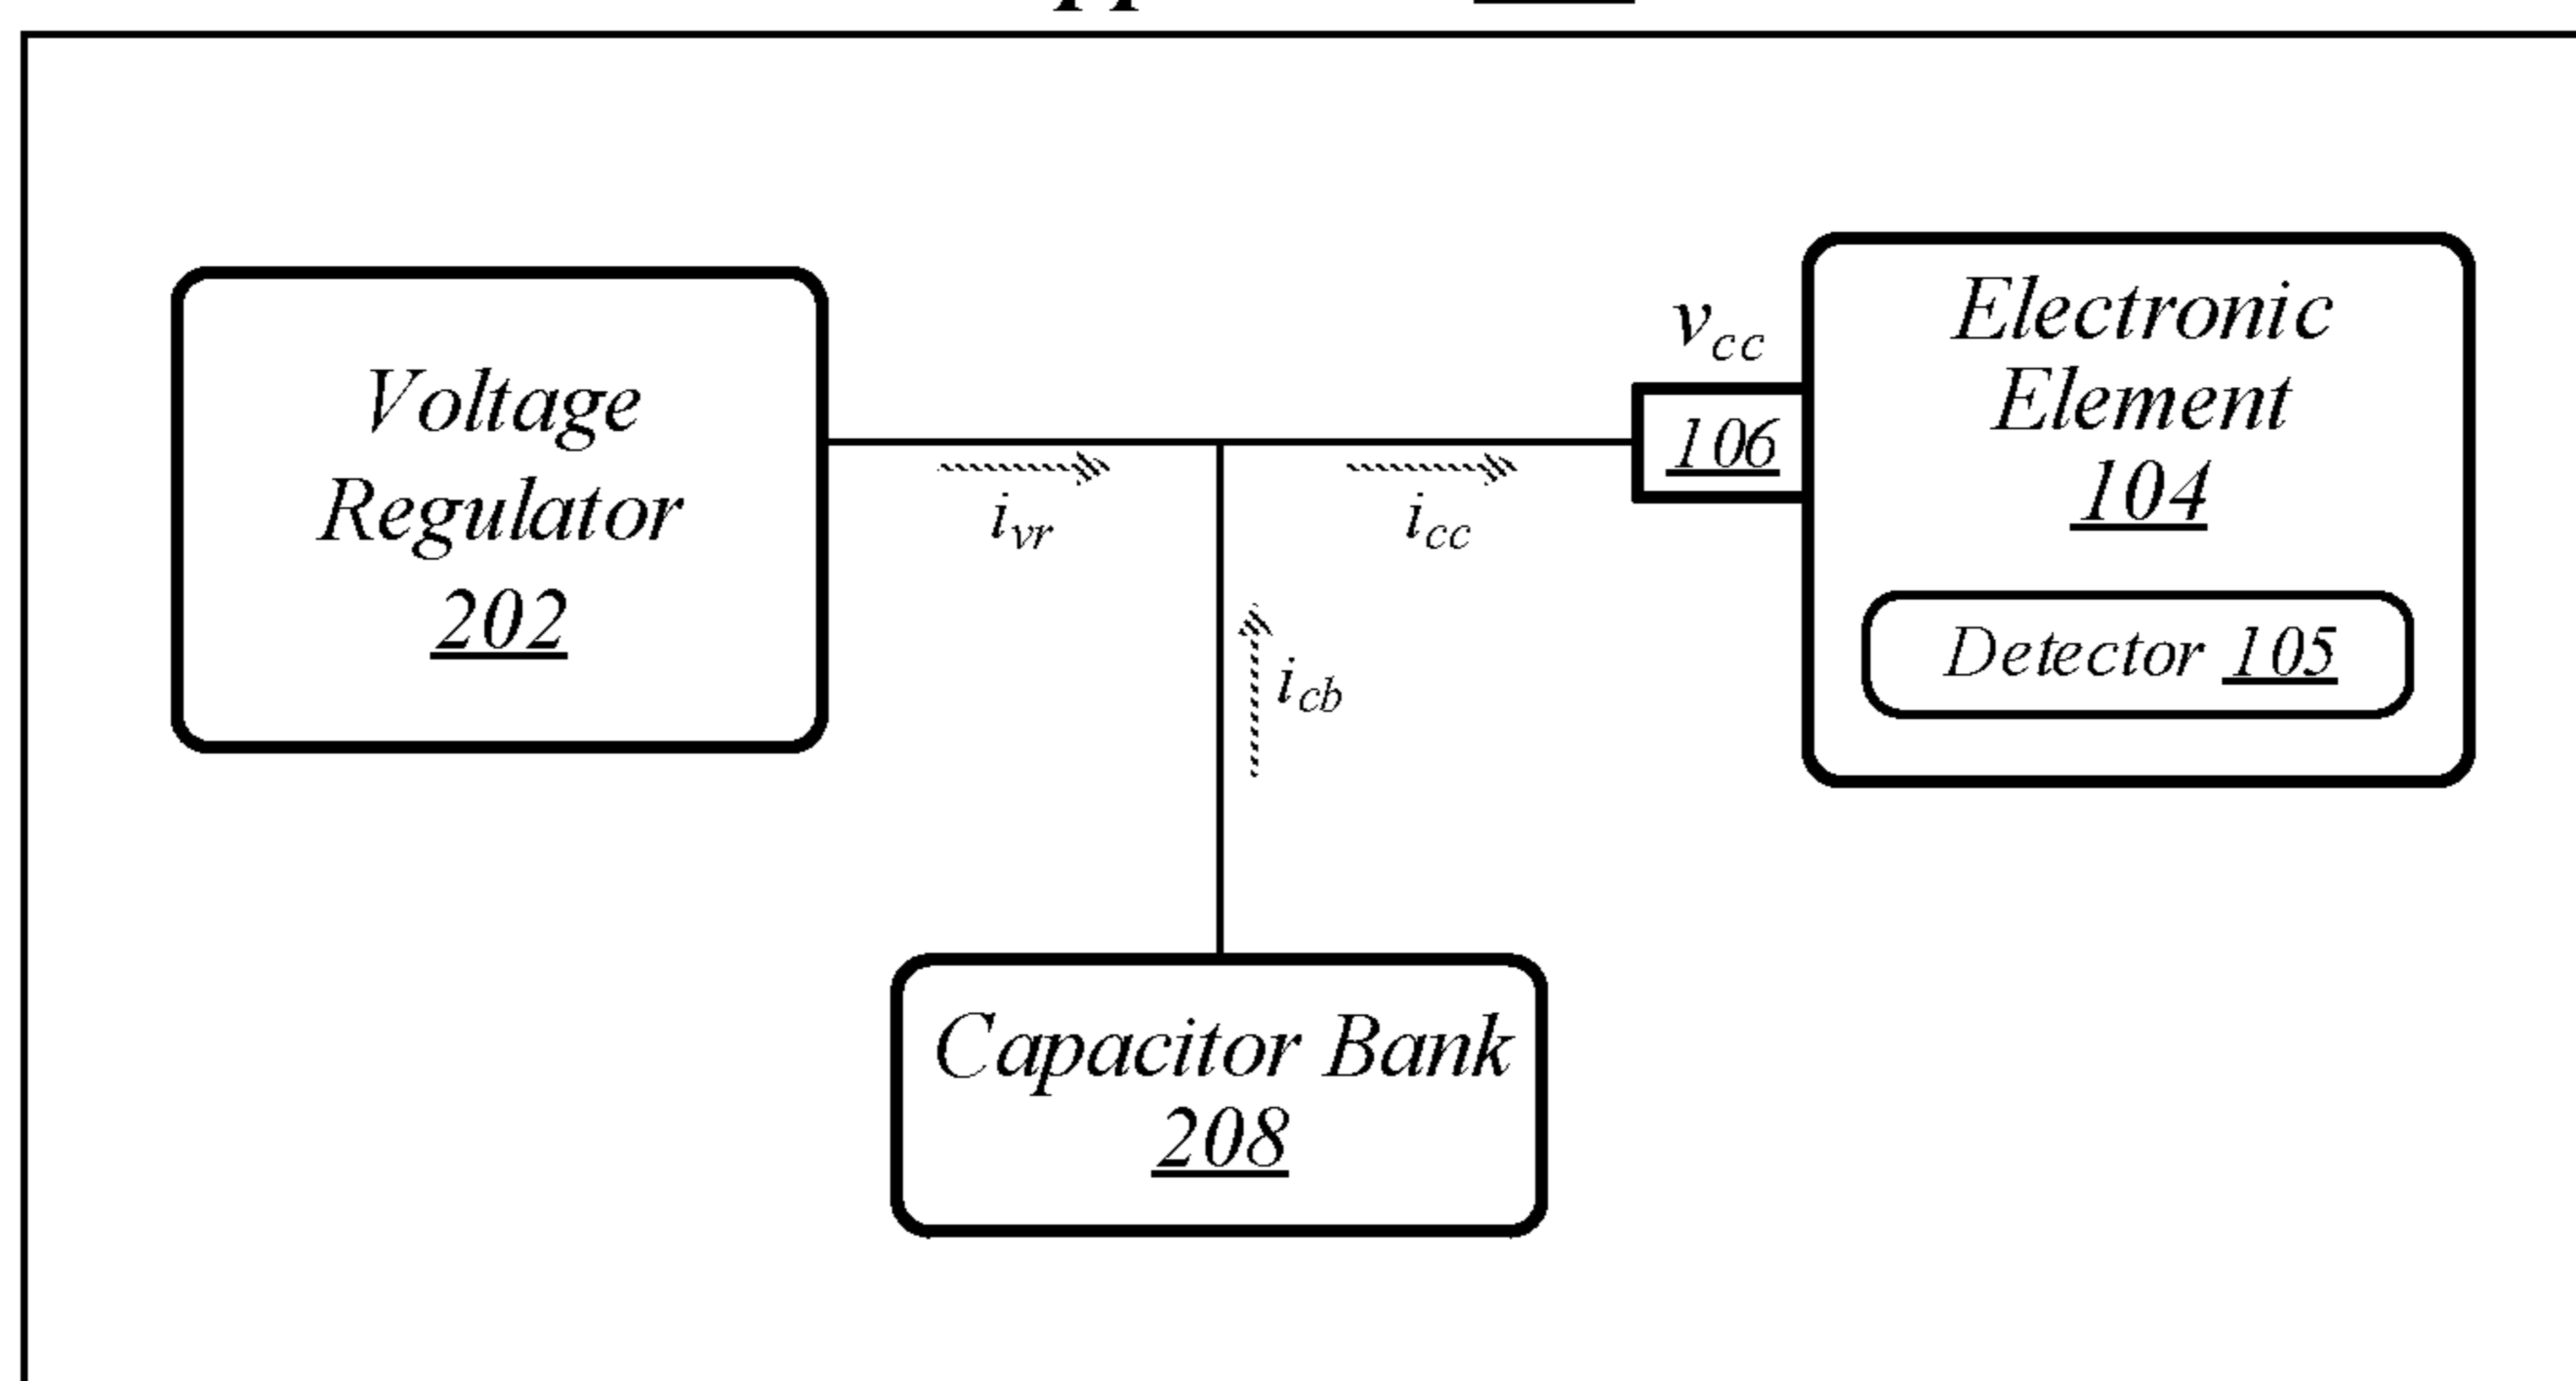 Voltage
Regulator
202
i_vr
i_cc
i_cb
v_cc
106
Electronic
Element
104
Detector 105
Capacitor Bank
208